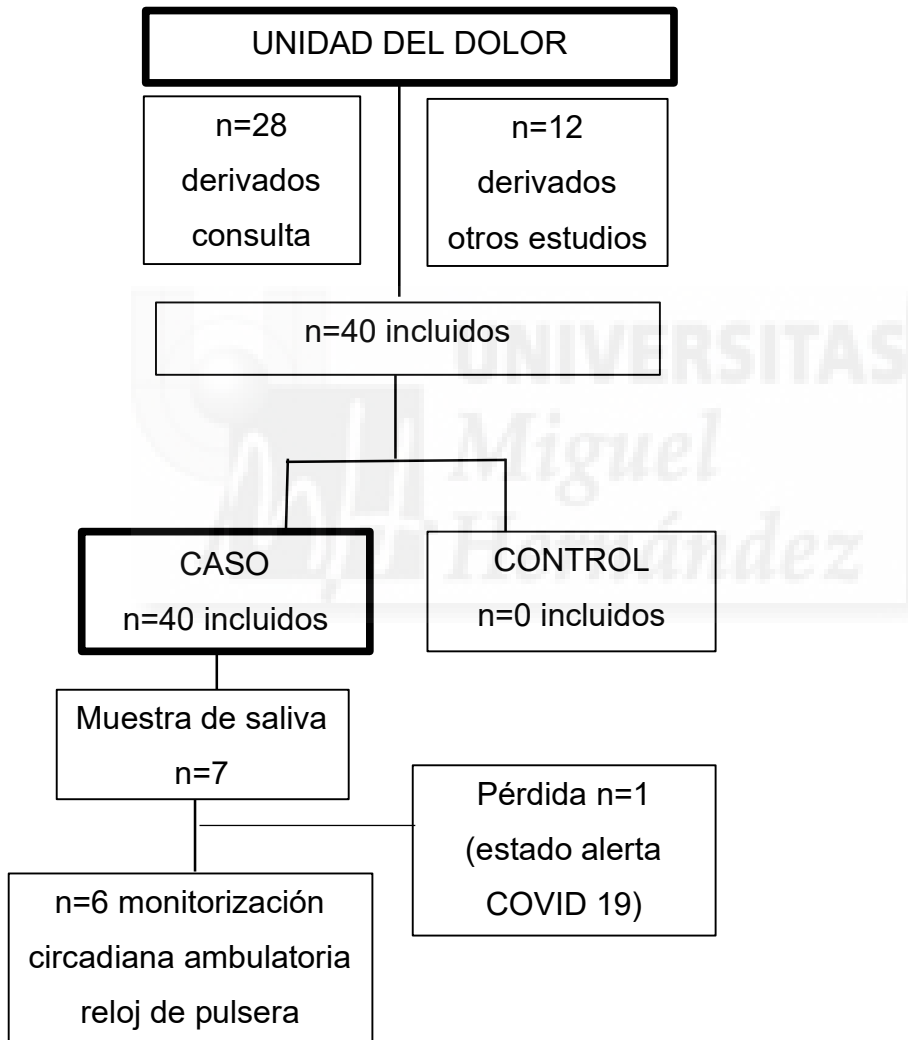 UNIDAD DEL DOLOR
n=28
derivados
consulta
n=12
derivados
otros estudios
n=40 incluidos
UNIVERSITAS
Miguel
Hernández
CASO
n=40 incluidos
CONTROL
n=0 incluidos
Muestra de saliva
n=7
Pérdida n=1
(estado alerta
COVID 19)
n=6 monitorización
circadiana ambulatoria
reloj de pulsera